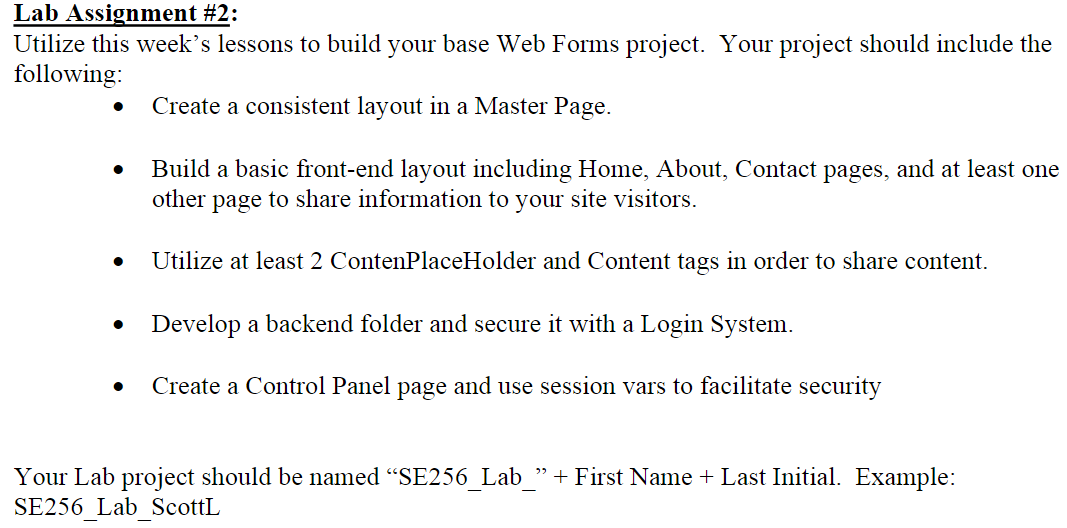 Lab Assignment #2:
Utilize this week’s lessons to build your base Web Forms project.  Your project should include the
following:
• Create a consistent layout in a Master Page.
• Build a basic front-end layout including Home, About, Contact pages, and at least one
other page to share information to your site visitors.
• Utilize at least 2 ContenPlaceHolder and Content tags in order to share content.
• Develop a backend folder and secure it with a Login System.
• Create a Control Panel page and use session vars to facilitate security
Your Lab project should be named “SE256_Lab_” + First Name + Last Initial.  Example:
SE256_Lab_ScottL